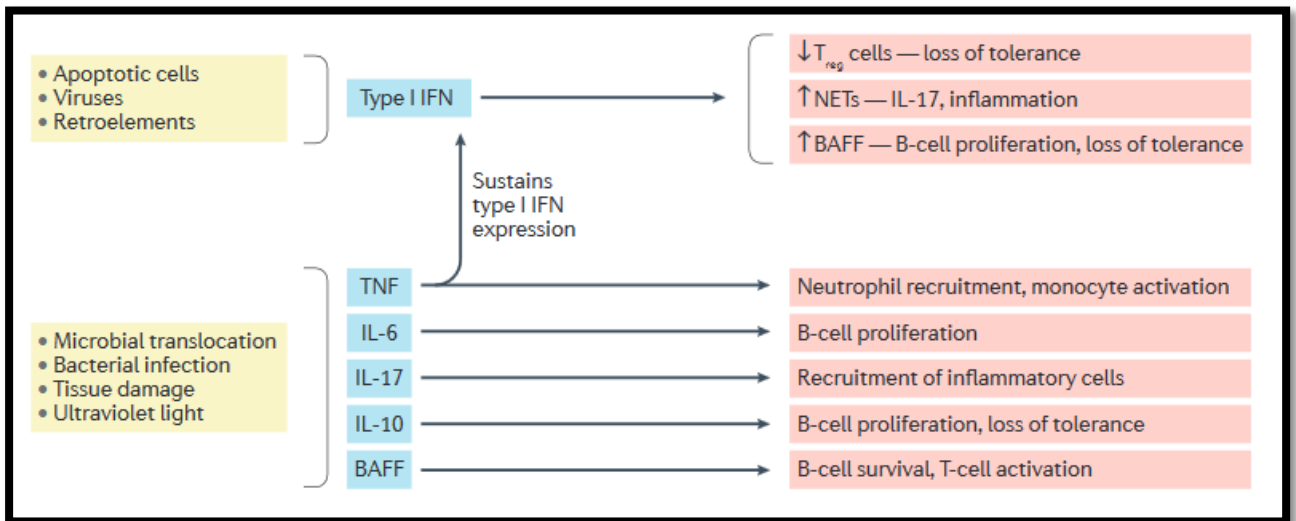 • Apoptotic cells
• Viruses
• Retroelements
Type I IFN
↓T_reg cells — loss of tolerance
↑NETs — IL-17, inflammation
↑BAFF — B-cell proliferation, loss of tolerance
Sustains
type I IFN
expression
• Microbial translocation
• Bacterial infection
• Tissue damage
• Ultraviolet light
TNF
Neutrophil recruitment, monocyte activation
IL-6
B-cell proliferation
IL-17
Recruitment of inflammatory cells
IL-10
B-cell proliferation, loss of tolerance
BAFF
B-cell survival, T-cell activation